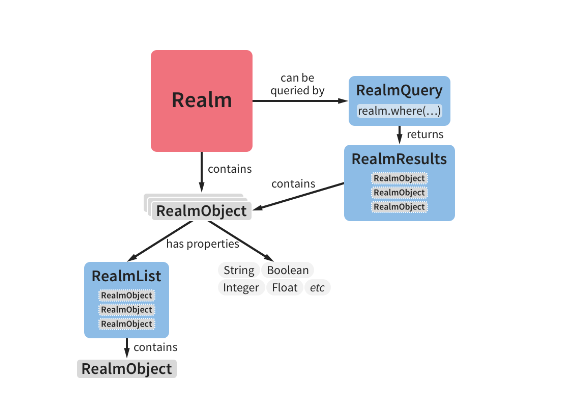 Realm
can be
queried by
RealmQuery
realm.where(...)
returns
RealmResults
RealmObject
RealmObject
RealmObject
contains
contains
RealmObject
has properties
String Boolean
Integer Float etc
RealmList
RealmObject
RealmObject
RealmObject
contains
RealmObject